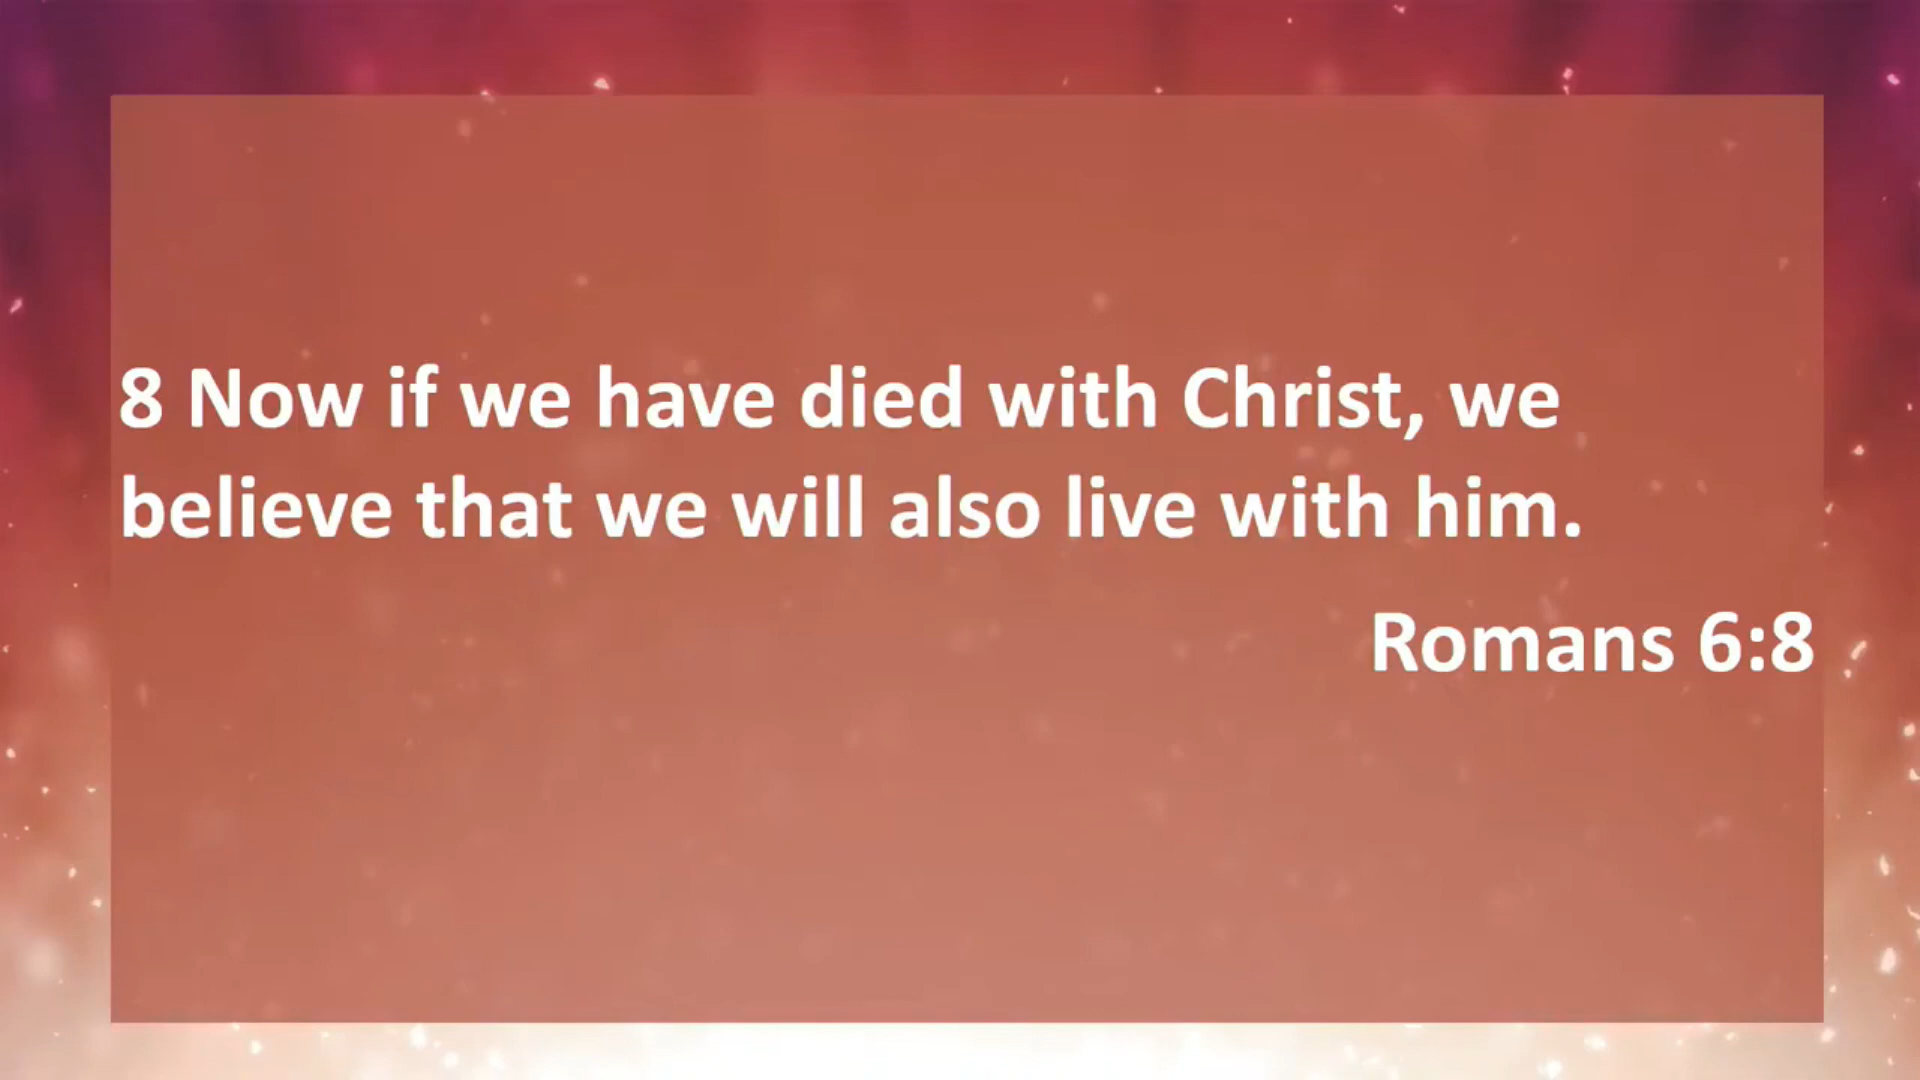 8 Now if we have died with Christ, we
believe that we will also live with him.
Romans 6:8